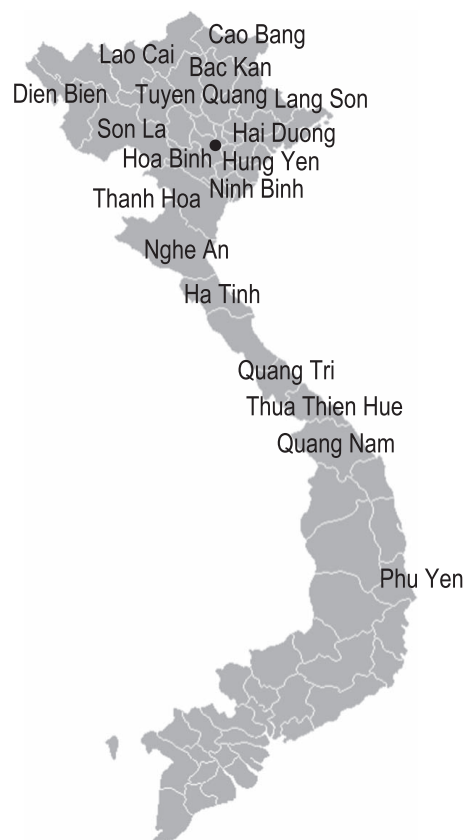 Cao Bang
Lao Cai
Bac Kan
Dien Bien
Tuyen Quang
Lang Son
Son La
Hai Duong
Hoa Binh
Hung Yen
Ninh Binh
Thanh Hoa
Nghe An
Ha Tinh
Quang Tri
Thua Thien Hue
Quang Nam
Phu Yen